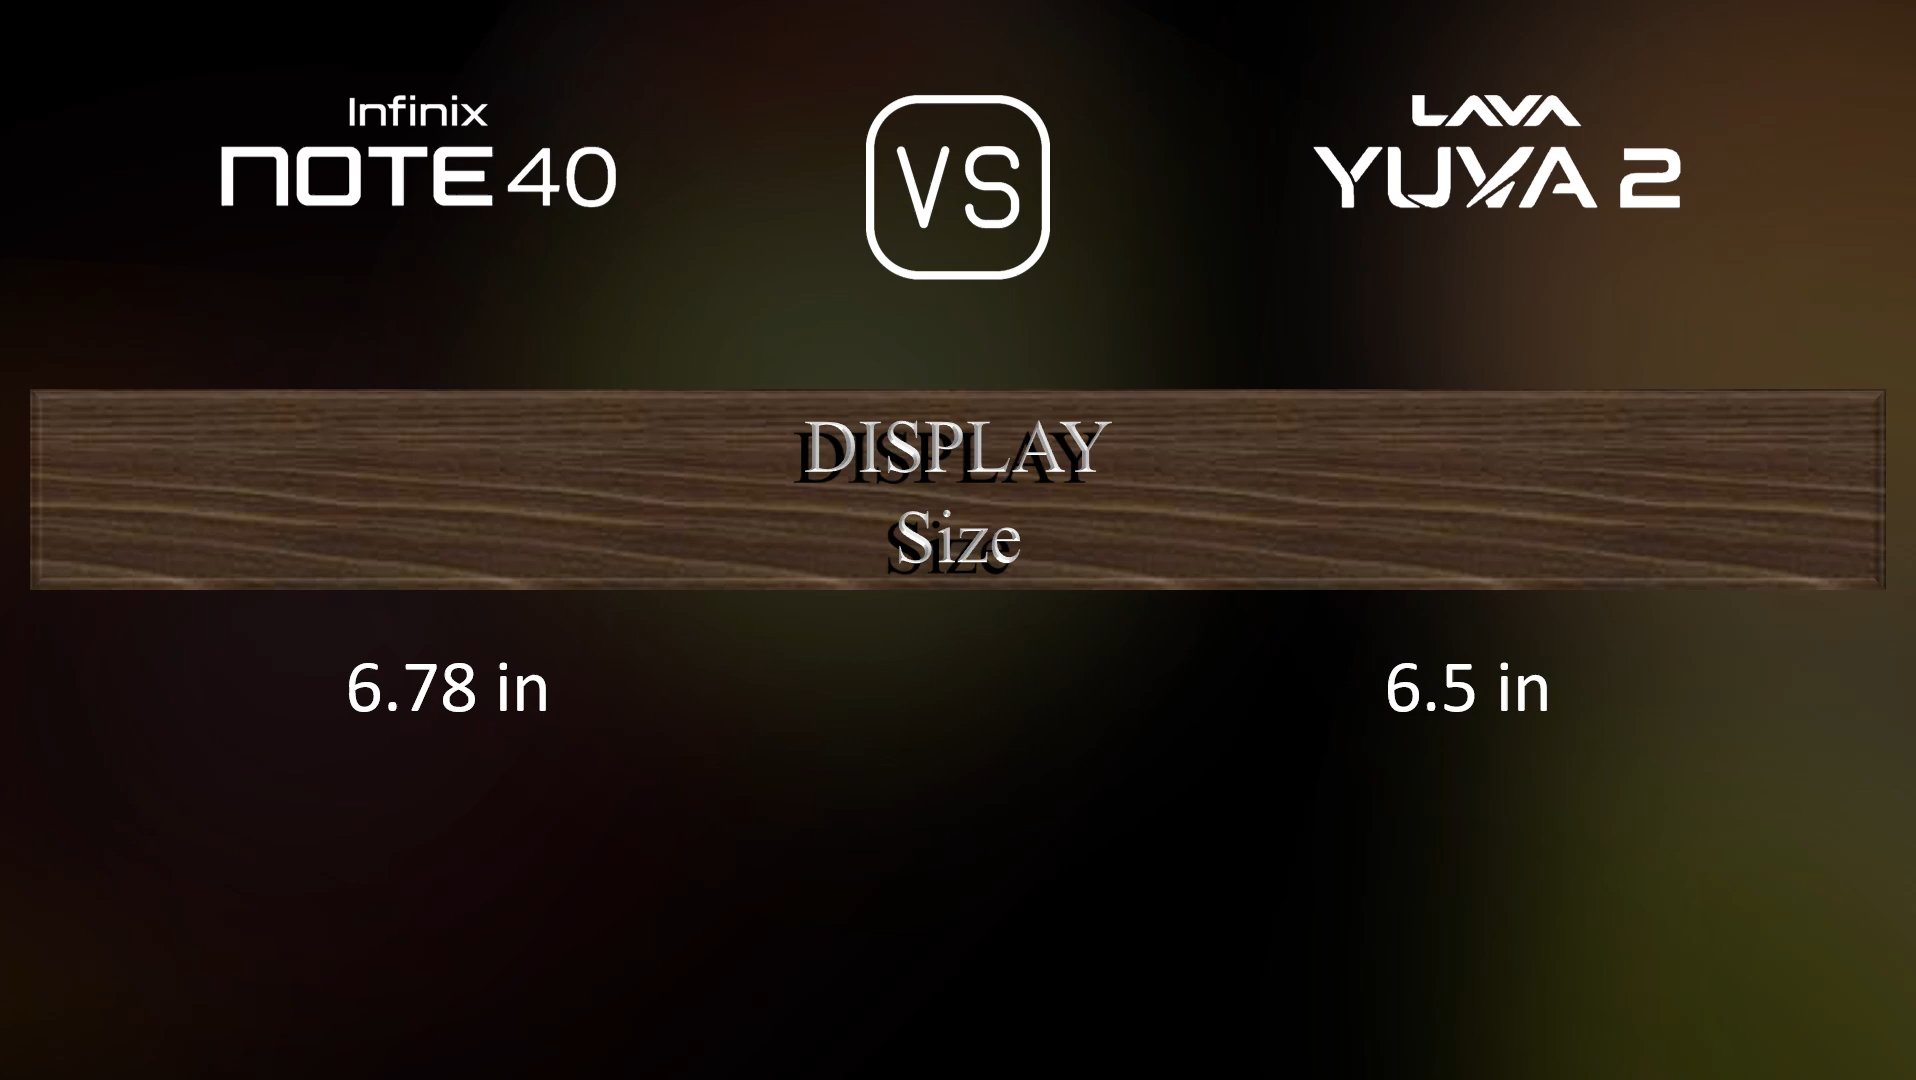 Infinix
NOTE 40
VS
LAVA
YUVA 2
DISPLAY
Size
6.78 in
6.5 in